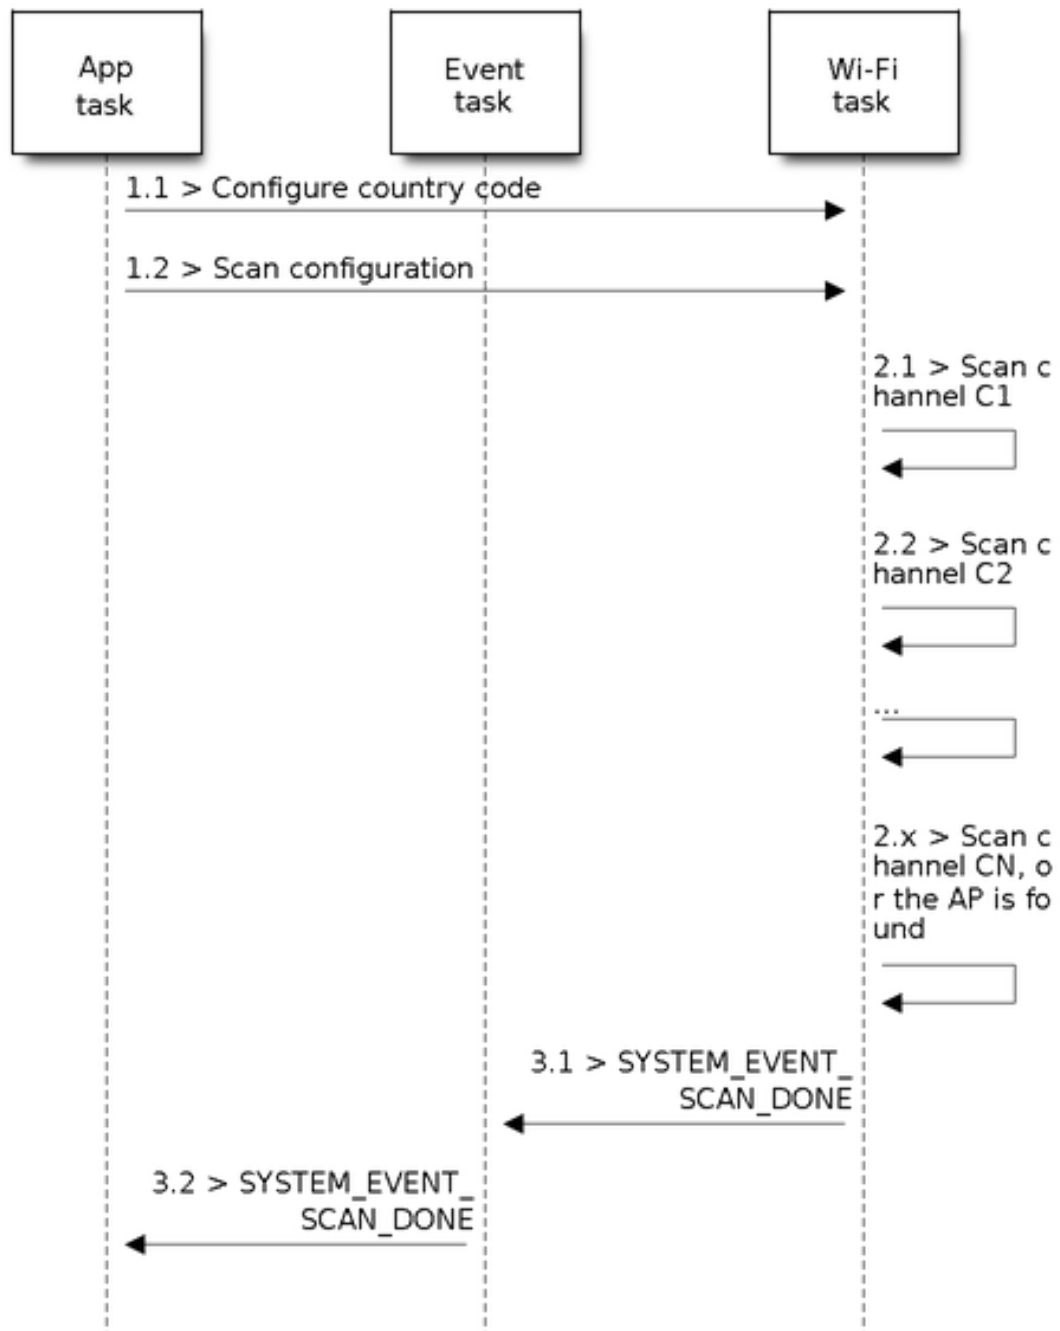 App
task
Event
task
Wi-Fi
task
1.1 > Configure country code
1.2 > Scan configuration
2.1 > Scan c
hannel C1
2.2 > Scan c
hannel C2
...
2.x > Scan c
hannel CN, o
r the AP is fo
und
3.1 > SYSTEM_EVENT_
SCAN_DONE
3.2 > SYSTEM_EVENT_
SCAN_DONE